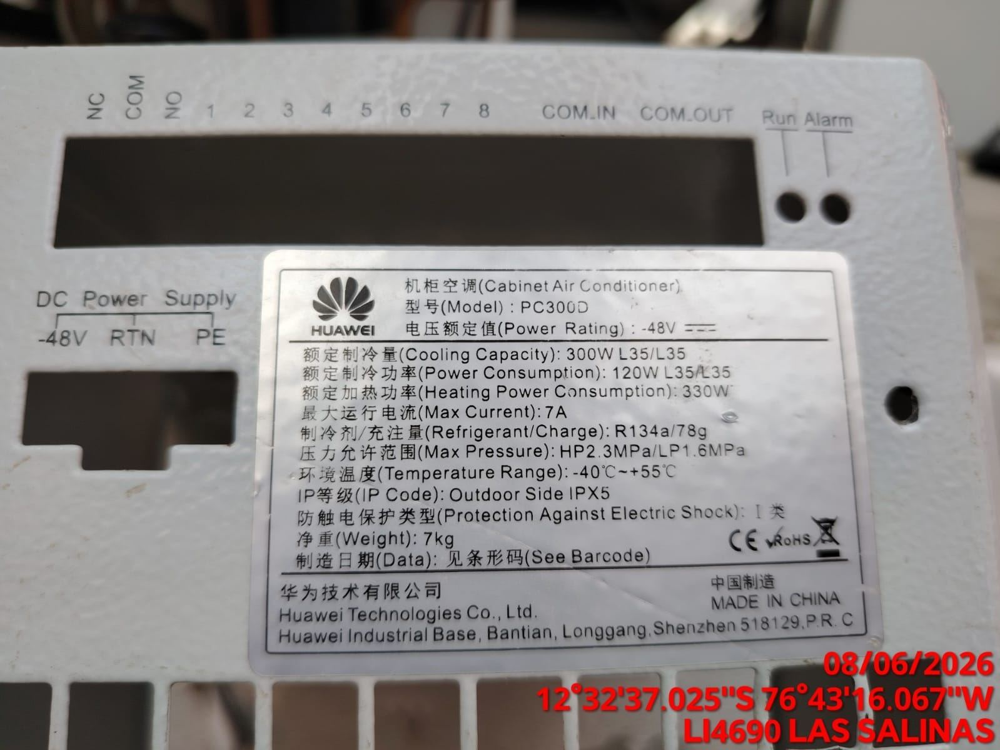 NC COM NO 1 2 3 4 5 6 7 8 COM_IN COM_OUT Run Alarm
DC Power Supply
-48V RTN PE
HUAWEI
机柜空调(Cabinet Air Conditioner)
型号(Model) : PC300D
电压额定值(Power Rating) : -48V
额定制冷量(Cooling Capacity): 300W L35/L35
额定制冷功率(Power Consumption): 120W L35/L35
额定加热功率(Heating Power Consumption): 330W
最大运行电流(Max Current): 7A
制冷剂/充注量(Refrigerant/Charge): R134a/78g
压力允许范围(Max Pressure): HP2.3MPa/LP1.6MPa
环境温度(Temperature Range): -40℃~+55℃
IP等级(IP Code): Outdoor Side IPX5
防触电保护类型(Protection Against Electric Shock): I 类
净重(Weight): 7kg
CE RoHS
制造日期(Data): 见条形码(See Barcode)
华为技术有限公司
中国制造
MADE IN CHINA
Huawei Technologies Co., Ltd.
Huawei Industrial Base, Bantian, Longgang, Shenzhen 518129, P.R. C
08/06/2026
12°32'37.025"S 76°43'16.067"W
LI4690 LAS SALINAS